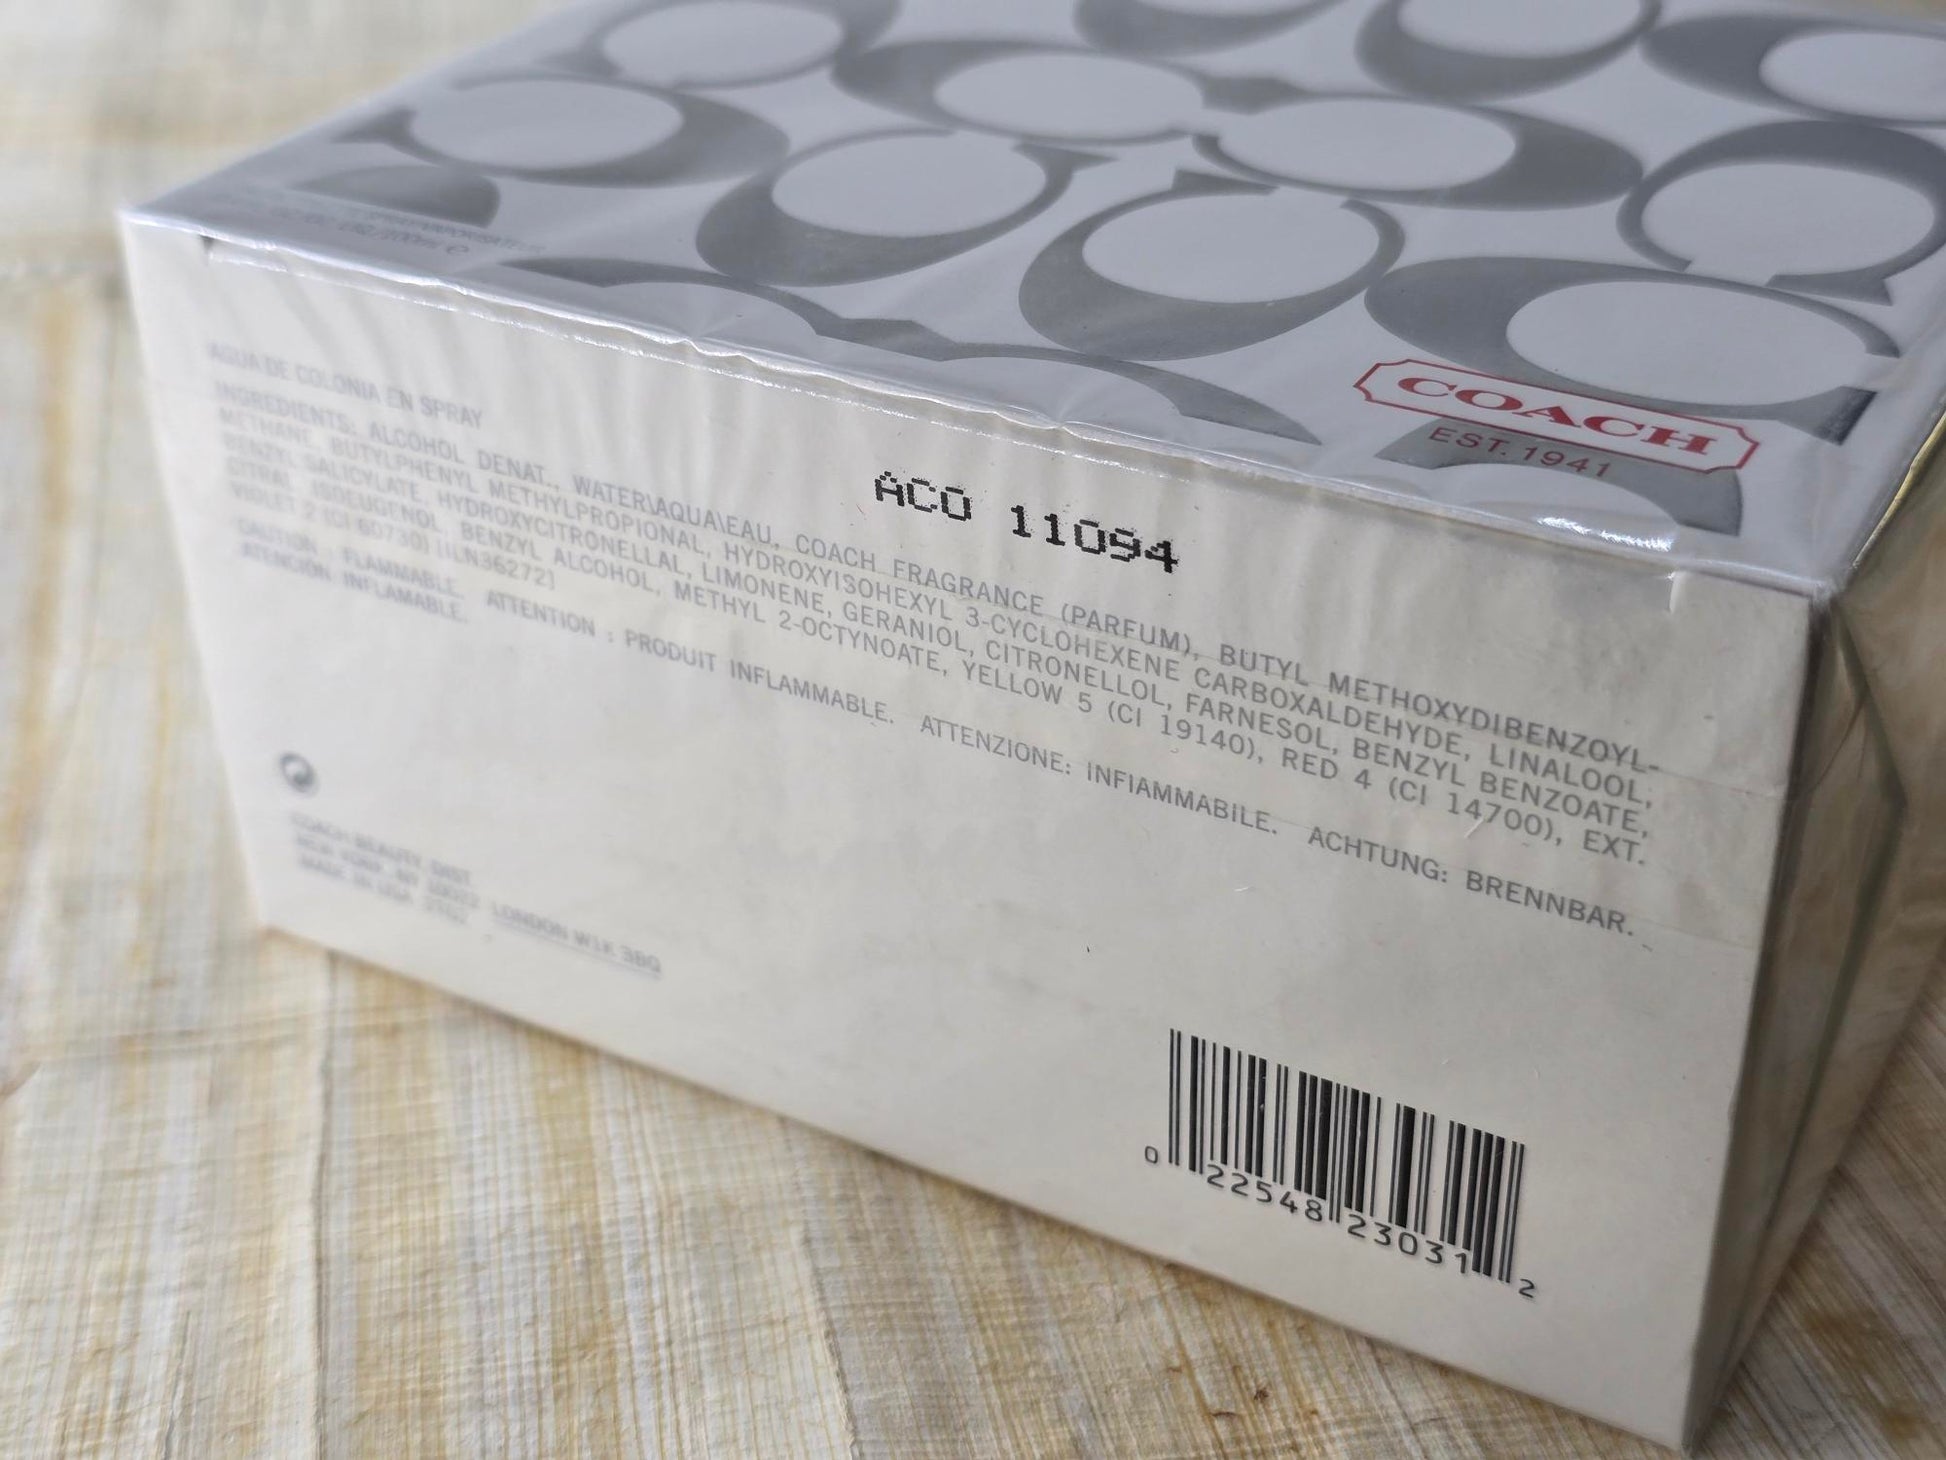 COACH
EST. 1941
ACO 11094
AGUA DE COLONIA EN SPRAY
INGREDIENTS: ALCOHOL DENAT., WATER\AQUA\EAU, COACH FRAGRANCE (PARFUM), BUTYL METHOXYDIBENZOYL-
METHANE, BUTYLPHENYL METHYLPROPIONAL, HYDROXYISOHEXYL 3-CYCLOHEXENE CARBOXALDEHYDE, LINALOOL,
BENZYL SALICYLATE, HYDROXYCITRONELLAL, LIMONENE, GERANIOL, CITRONELLOL, FARNESOL, BENZYL BENZOATE,
CITRAL, ISOEUGENOL, BENZYL ALCOHOL, METHYL 2-OCTYNOATE, YELLOW 5 (CI 19140), RED 4 (CI 14700), EXT.
VIOLET 2 (CI 60730) [ILN36272]
CAUTION : FLAMMABLE. ATTENTION : PRODUIT INFLAMMABLE. ATTENZIONE: INFIAMMABILE. ACHTUNG: BRENNBAR.
ATENCIÓN INFLAMABLE.
COACH BEAUTY DIST.
NEW YORK, NY 10022 LONDON W1K 3BQ
MADE IN USA
0 22548 23031 2